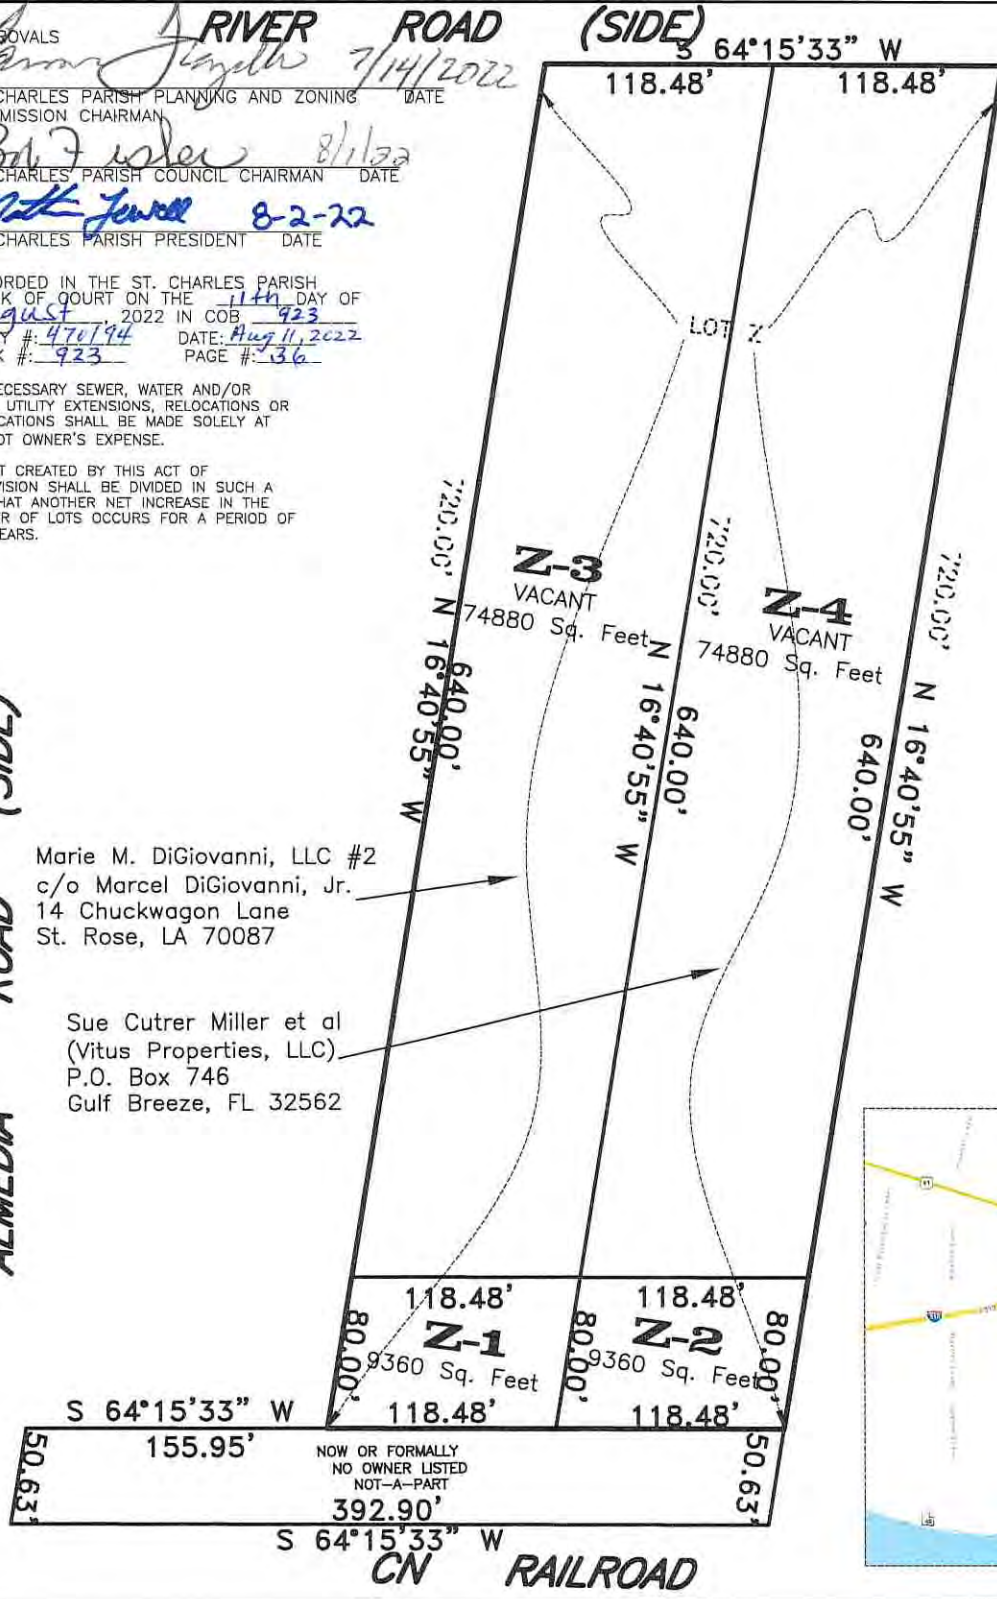 RIVER ROAD (SIDE)
OVALS
7/14/2022
CHARLES PARISH PLANNING AND ZONING DATE
MISSION CHAIRMAN
8/1/22
CHARLES PARISH COUNCIL CHAIRMAN DATE
Jewell 8-2-22
CHARLES PARISH PRESIDENT DATE
ORDED IN THE ST. CHARLES PARISH
K OF COURT ON THE 11th DAY OF
gust, 2022 IN COB 923
Y #: 470194 DATE: Aug 11, 2022
K #: 923 PAGE #: 36
ECESSARY SEWER, WATER AND/OR
UTILITY EXTENSIONS, RELOCATIONS OR
CATIONS SHALL BE MADE SOLELY AT
OT OWNER'S EXPENSE.
T CREATED BY THIS ACT OF
VISION SHALL BE DIVIDED IN SUCH A
HAT ANOTHER NET INCREASE IN THE
R OF LOTS OCCURS FOR A PERIOD OF
EARS.
S 64°15'33" W
118.48' 118.48'
LOT Z
720.00' N 16°40'55" W
640.00'
Z-3
VACANT
74880 Sq. Feet
720.00'
N 16°40'55" W
640.00'
Z-4
VACANT
74880 Sq. Feet
720.00' N 16°40'55" W
640.00'
ALMEDIA ROAD (SIDE)
Marie M. DiGiovanni, LLC #2
c/o Marcel DiGiovanni, Jr.
14 Chuckwagon Lane
St. Rose, LA 70087
Sue Cutrer Miller et al
(Vitus Properties, LLC)
P.O. Box 746
Gulf Breeze, FL 32562
118.48' 118.48'
80.00'
Z-1
9360 Sq. Feet
80.00'
Z-2
9360 Sq. Feet
80.00'
118.48' 118.48'
S 64°15'33" W
155.95'
50.63'
NOW OR FORMALLY
NO OWNER LISTED
NOT-A-PART
50.63'
392.90'
S 64°15'33" W
CN RAILROAD